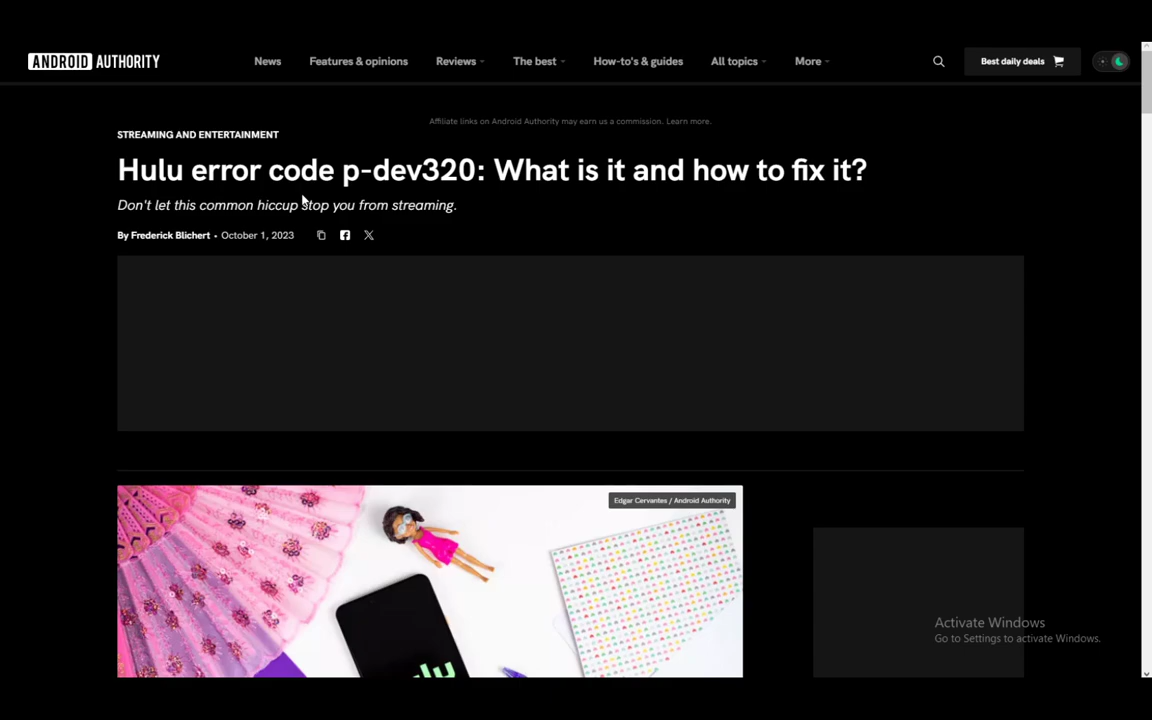 ANDROID AUTHORITY
News Features & opinions Reviews The best How-to's & guides All topics More Best daily deals
Affiliate links on Android Authority may earn us a commission. Learn more.
STREAMING AND ENTERTAINMENT
Hulu error code p-dev320: What is it and how to fix it?
Don't let this common hiccup stop you from streaming.
By Frederick Blichert • October 1, 2023
Edgar Cervantes / Android Authority
Activate Windows
Go to Settings to activate Windows.